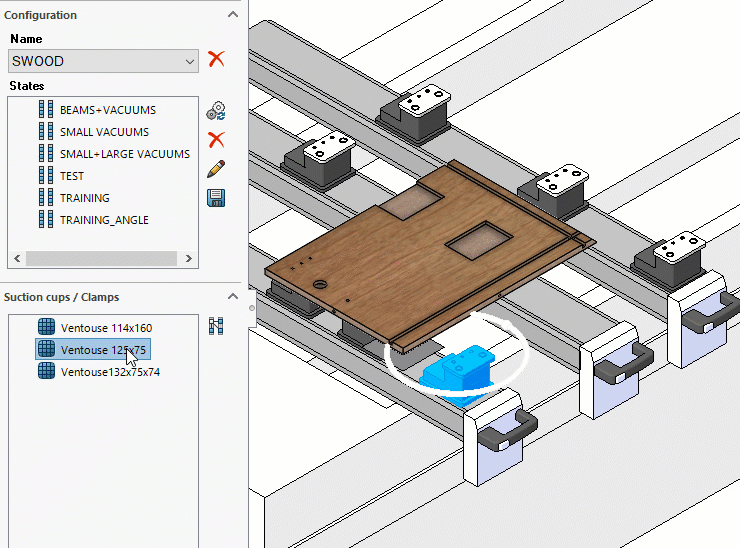 Configuration
Name
SWOOD
States
BEAMS+VACUUMS
SMALL VACUUMS
SMALL+LARGE VACUUMS
TEST
TRAINING
TRAINING_ANGLE
Suction cups / Clamps
Ventouse 114x160
Ventouse 125x75
Ventouse132x75x74